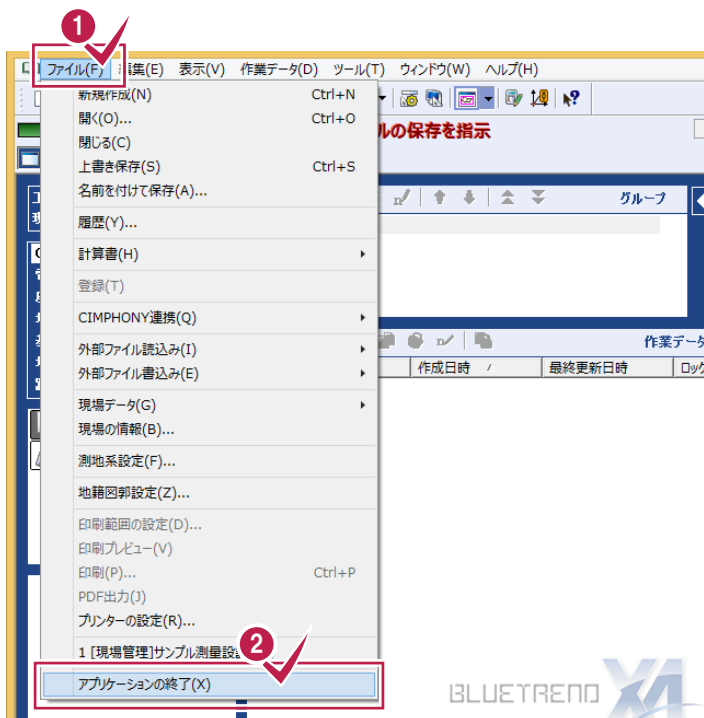 1
ファイル(F) 編集(E) 表示(V) 作業データ(D) ツール(T) ウィンドウ(W) ヘルプ(H)
新規作成(N) Ctrl+N
開く(O)... Ctrl+O
ルの保存を指示
閉じる(C)
上書き保存(S) Ctrl+S
名前を付けて保存(A)...
グループ
履歴(Y)...
計算書(H)
登録(T)
CIMPHONY連携(Q)
外部ファイル読込み(I)
作業データ
外部ファイル書込み(E)
作成日時 最終更新日時 ロック
現場データ(G)
現場の情報(B)...
測地系設定(F)...
地籍図郭設定(Z)...
印刷範囲の設定(D)...
印刷プレビュー(V)
印刷(P)... Ctrl+P
PDF出力(J)
プリンターの設定(R)...
1 [現場管理]サンプル測量設
2
アプリケーションの終了(X)
BLUETREND XA